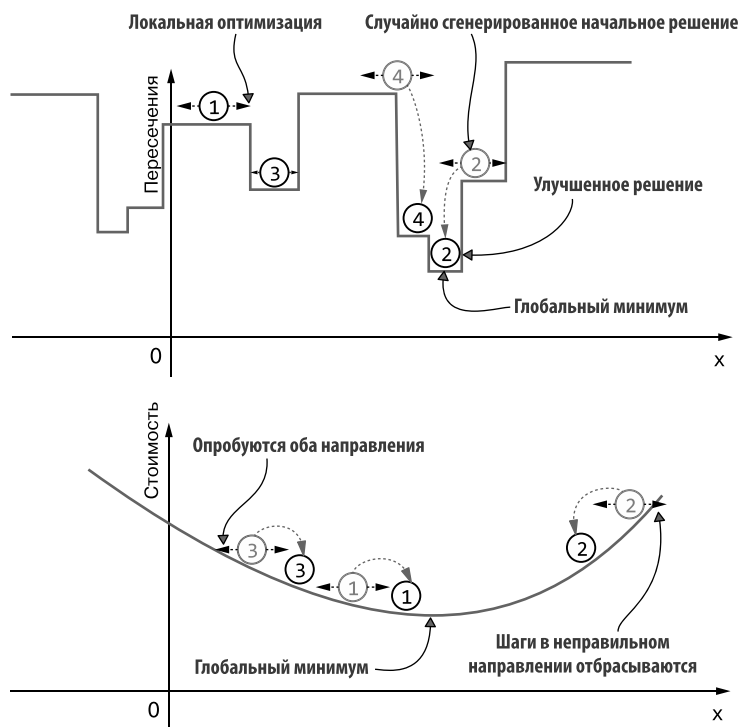 Локальная оптимизация
Случайно сгенерированное начальное решение
Пересечения
4
1
2
3
Улучшенное решение
4
2
Глобальный минимум
0
x
Стоимость
Опробуются оба направления
2
3
2
3
1
1
Шаги в неправильном
направлении отбрасываются
Глобальный минимум
0
x